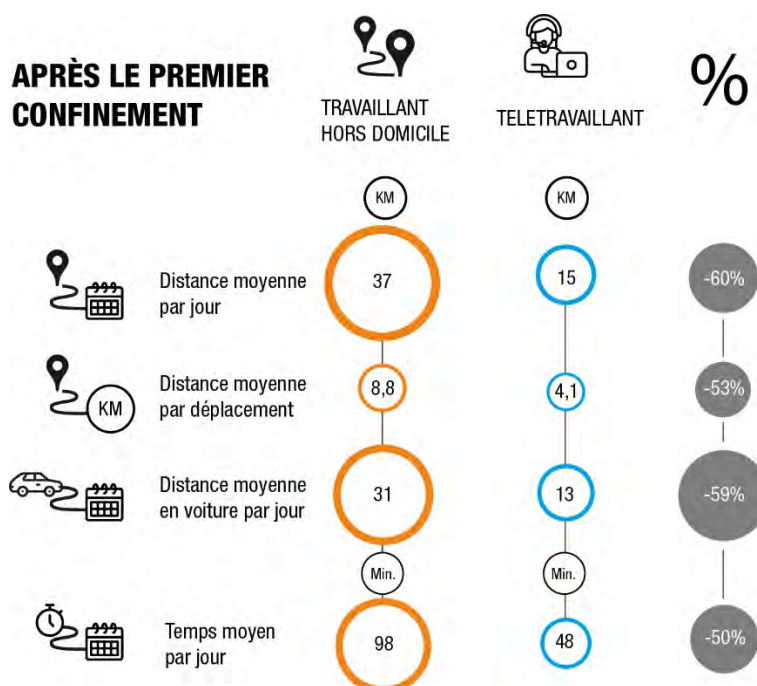 APRÈS LE PREMIER
CONFINEMENT
TRAVAILLANT
HORS DOMICILE
TELETRAVAILLANT
%
KM
KM
Distance moyenne
par jour
37
15
-60%
KM
Distance moyenne
par déplacement
8,8
4,1
-53%
Distance moyenne
en voiture par jour
31
13
-59%
Min.
Min.
Temps moyen
par jour
98
48
-50%